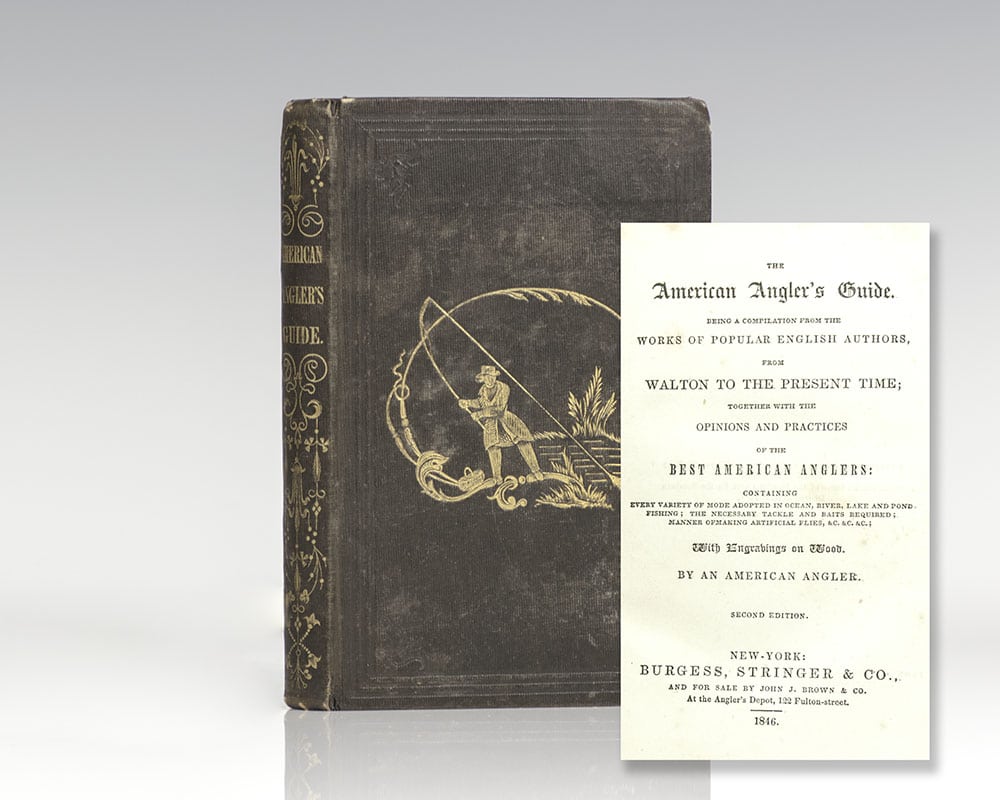 AMERICAN
ANGLER'S
GUIDE.
THE
American Angler's Guide.
BEING A COMPILATION FROM THE
WORKS OF POPULAR ENGLISH AUTHORS,
FROM
WALTON TO THE PRESENT TIME;
TOGETHER WITH THE
OPINIONS AND PRACTICES
OF THE
BEST AMERICAN ANGLERS:
CONTAINING
EVERY VARIETY OF MODE ADOPTED IN OCEAN, RIVER, LAKE AND POND
FISHING; THE NECESSARY TACKLE AND BAITS REQUIRED;
MANNER OFMAKING ARTIFICIAL FLIES, &C. &C. &C.;
With Engravings on Wood.
BY AN AMERICAN ANGLER.
SECOND EDITION.
NEW-YORK:
BURGESS, STRINGER & CO.,
AND FOR SALE BY JOHN J. BROWN & CO.
At the Angler's Depot, 122 Fulton-street.
1846.